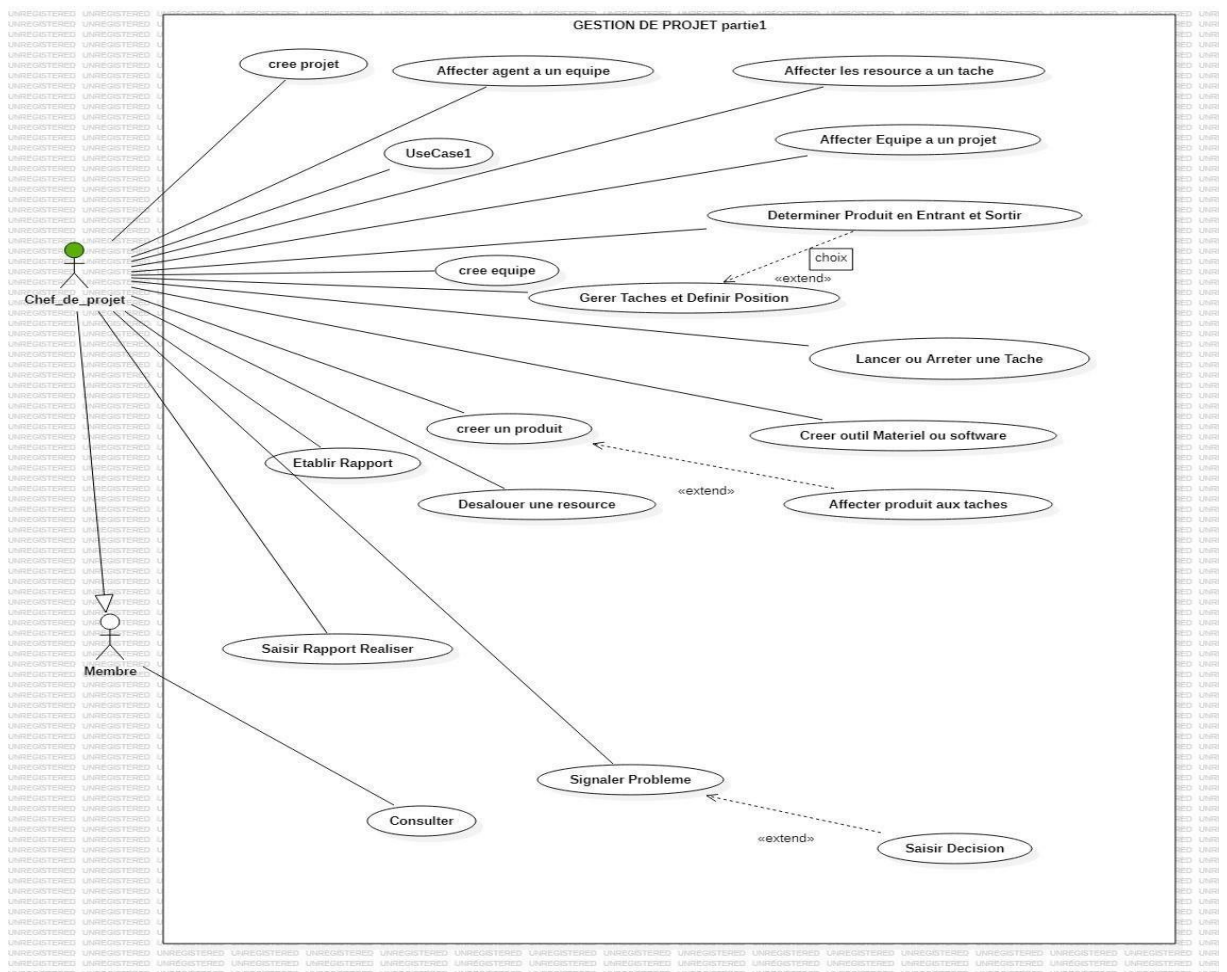 GESTION DE PROJET partie1
cree projet
Affecter agent a un equipe
Affecter les resource a un tache
UseCase1
Affecter Equipe a un projet
Determiner Produit en Entrant et Sortir
choix
«extend»
cree equipe
Gerer Taches et Definir Position
Chef_de_projet
Lancer ou Arreter une Tache
creer un produit
Creer outil Materiel ou software
Etablir Rapport
«extend»
Desalouer une resource
Affecter produit aux taches
Saisir Rapport Realiser
Membre
Signaler Probleme
Consulter
«extend»
Saisir Decision
UNREGISTERED